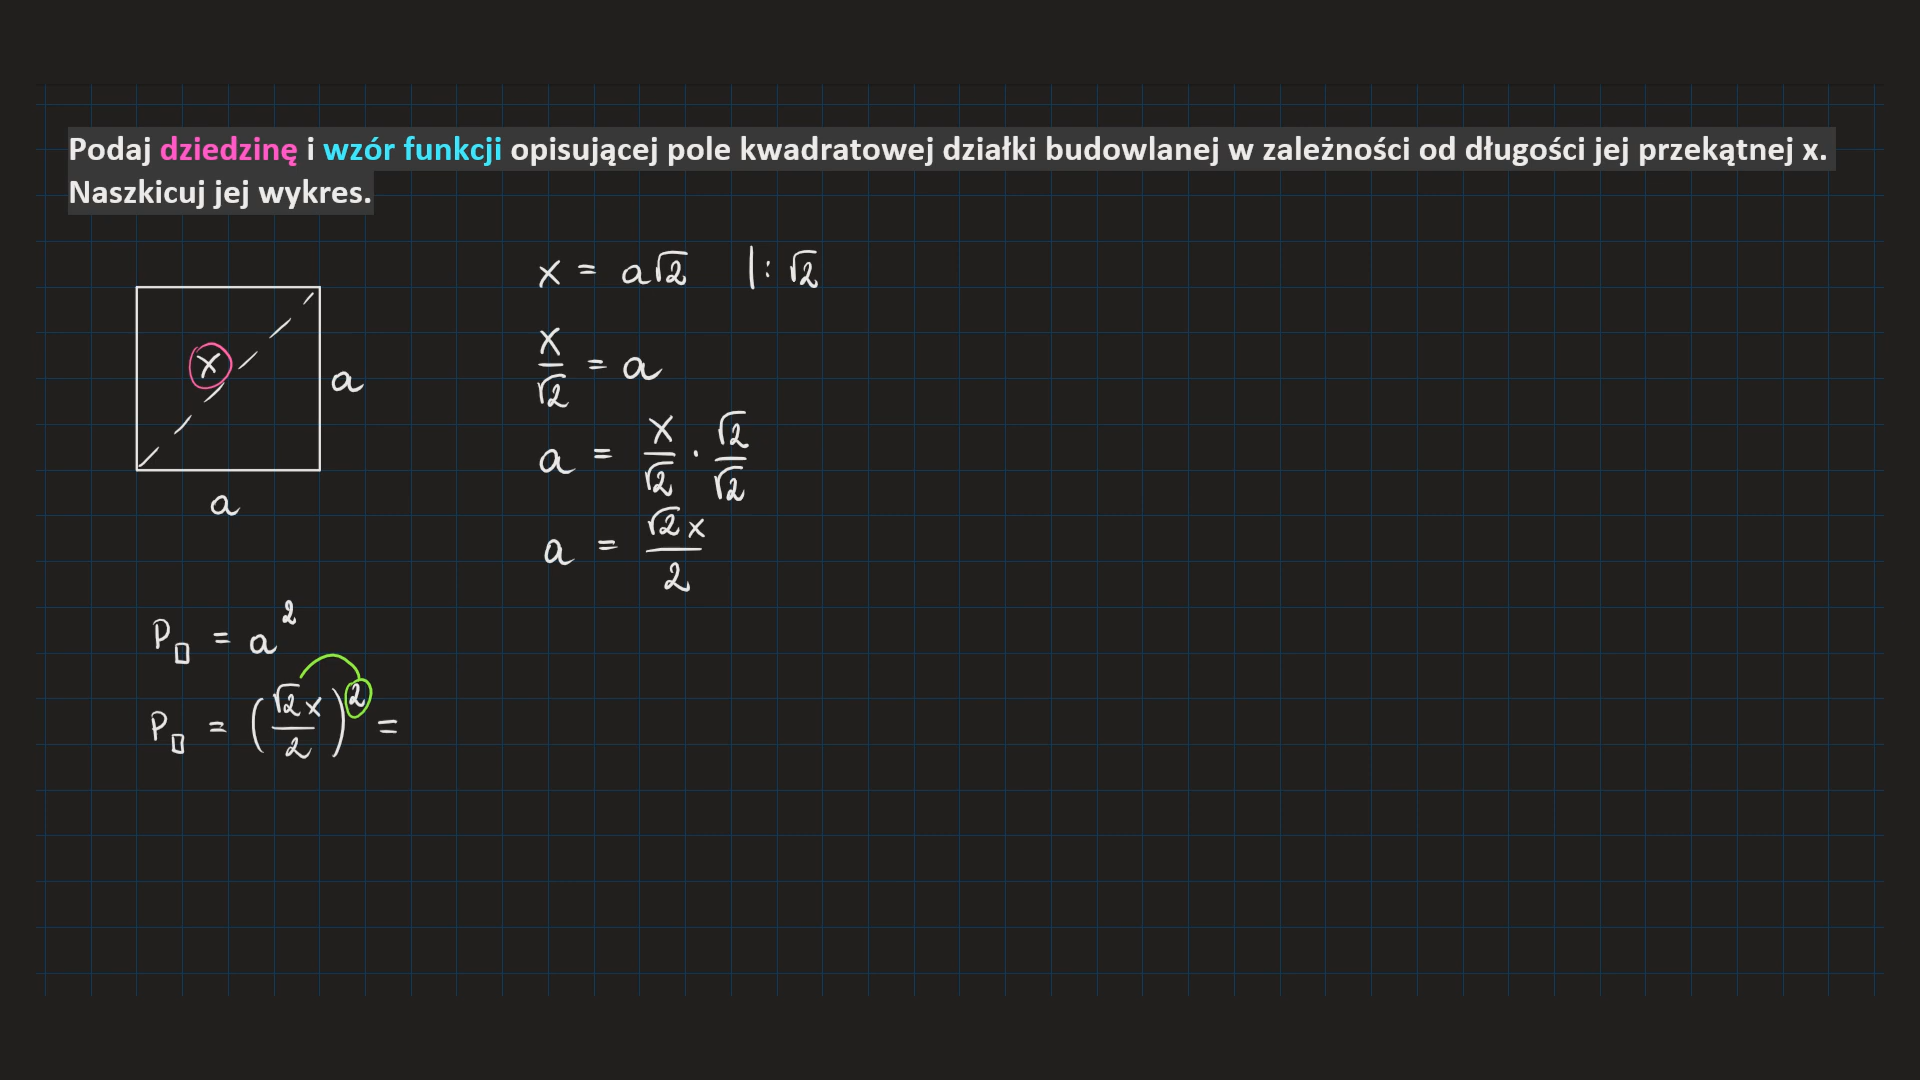 Podaj dziedzinę i wzór funkcji opisującej pole kwadratowej działki budowlanej w zależności od długości jej przekątnej x.
Naszkicuj jej wykres.
x = a√2 |: √2
x/√2 = a
a = x/√2 · √2/√2
a = √2x/2
x
a
a
P□ = a²
P□ = (√2x/2)² =